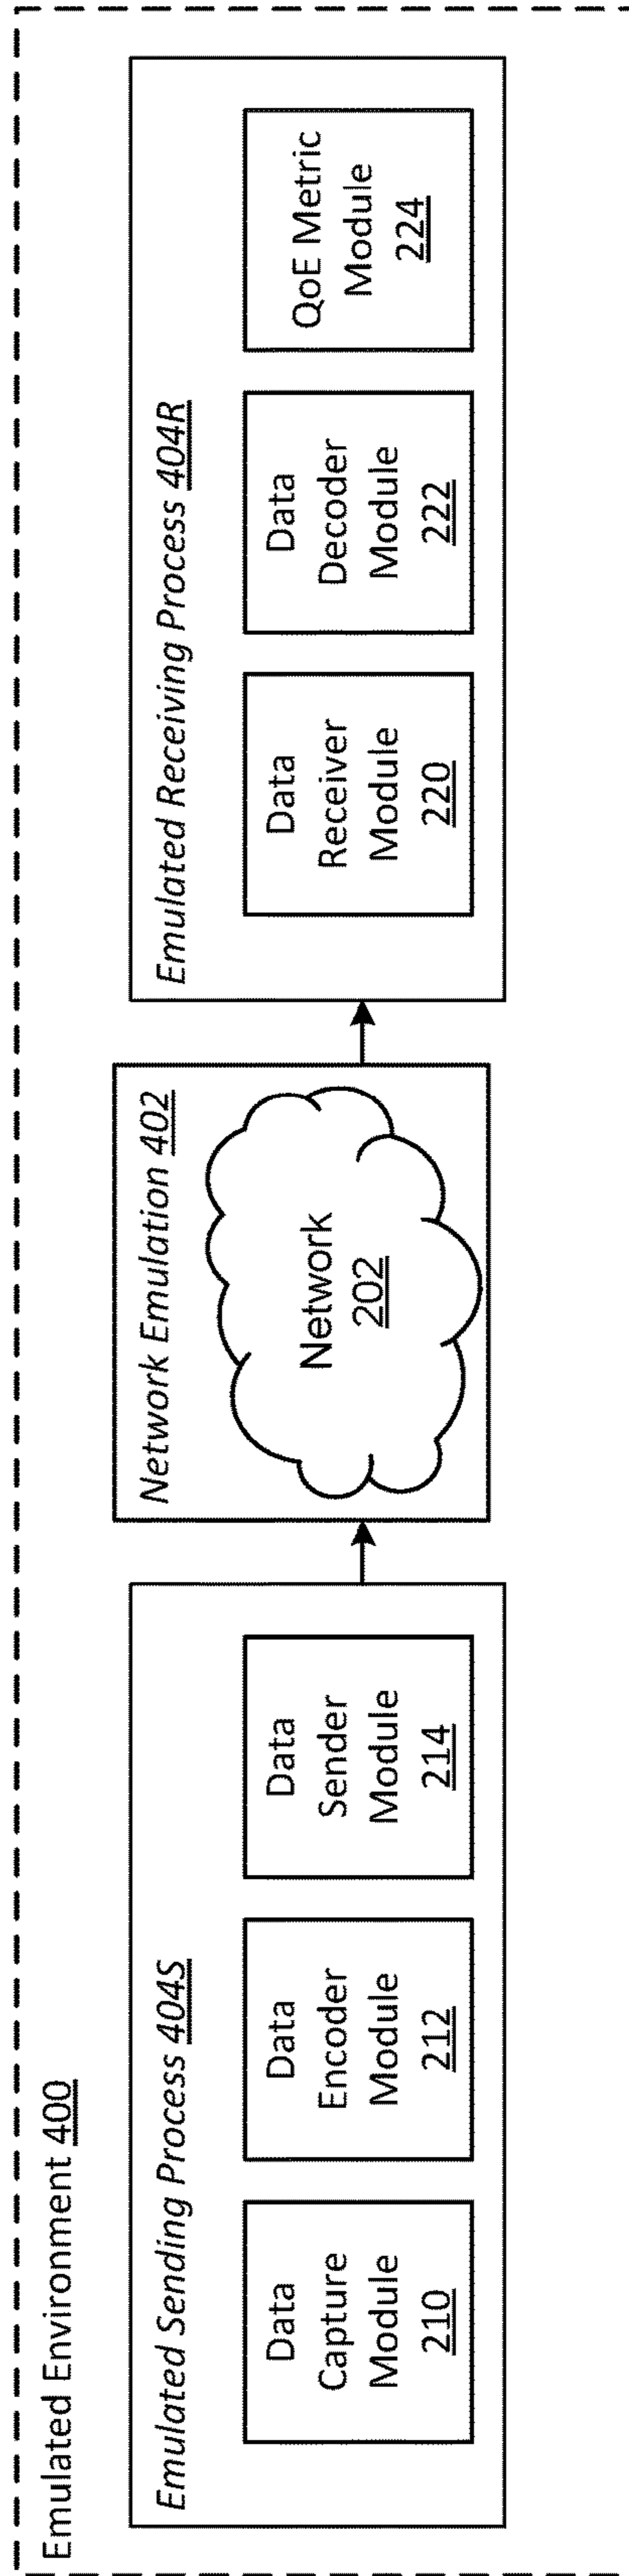 Emulated Environment 400
Emulated Sending Process 404S
Data
Capture
Module
210
Data
Encoder
Module
212
Data
Sender
Module
214
Network Emulation 402
Network
202
Emulated Receiving Process 404R
Data
Receiver
Module
220
Data
Decoder
Module
222
QoE Metric
Module
224